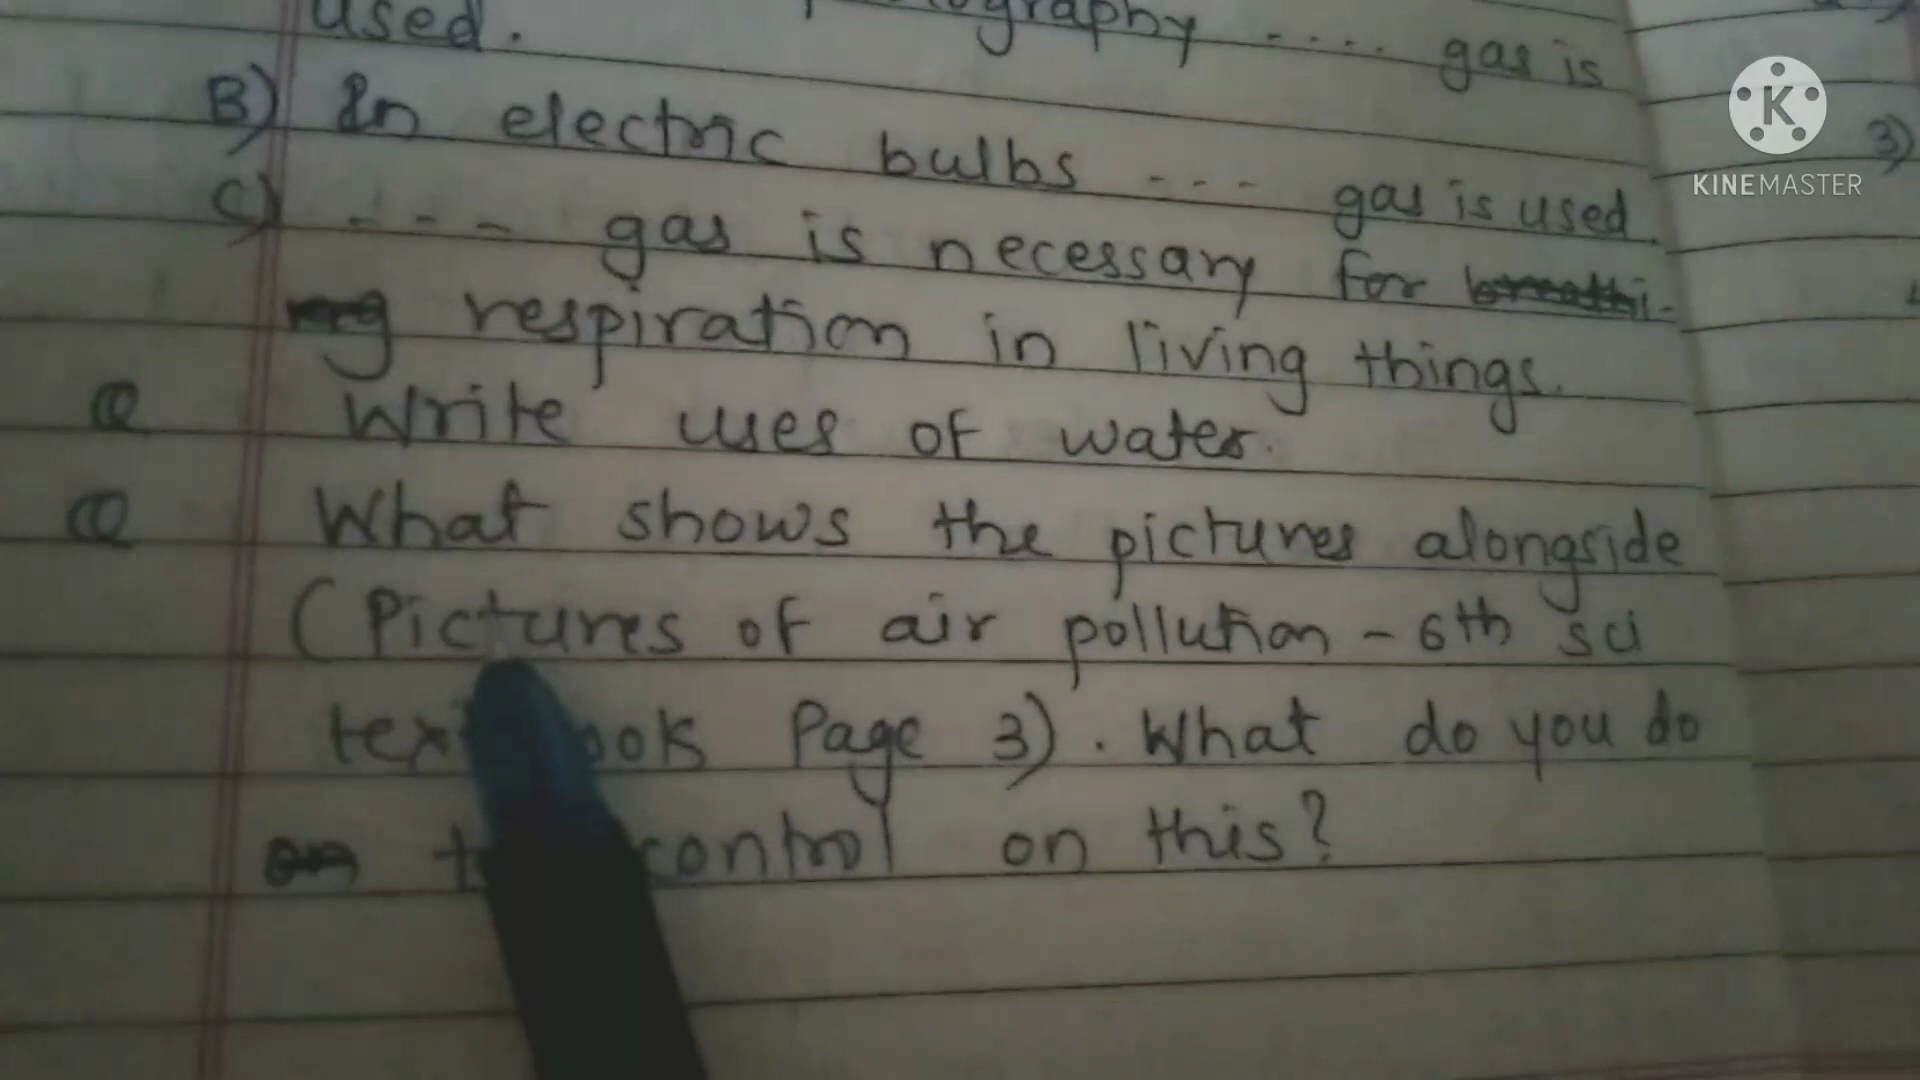 used. graphy .... gas is
B) In electric bulbs --- gas is used.
C) - - - gas is necessary for
respiration in living things.
Q Write uses of water.
Q What shows the pictures alongside
(Pictures of air pollution - 6th sci
textbook Page 3). What do you do
control on this?
3)
KINEMASTER